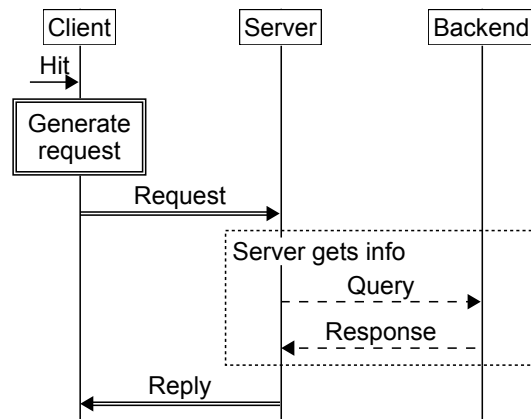 Client Server Backend
Hit
Generate
request
Request
Server gets info
Query
Response
Reply